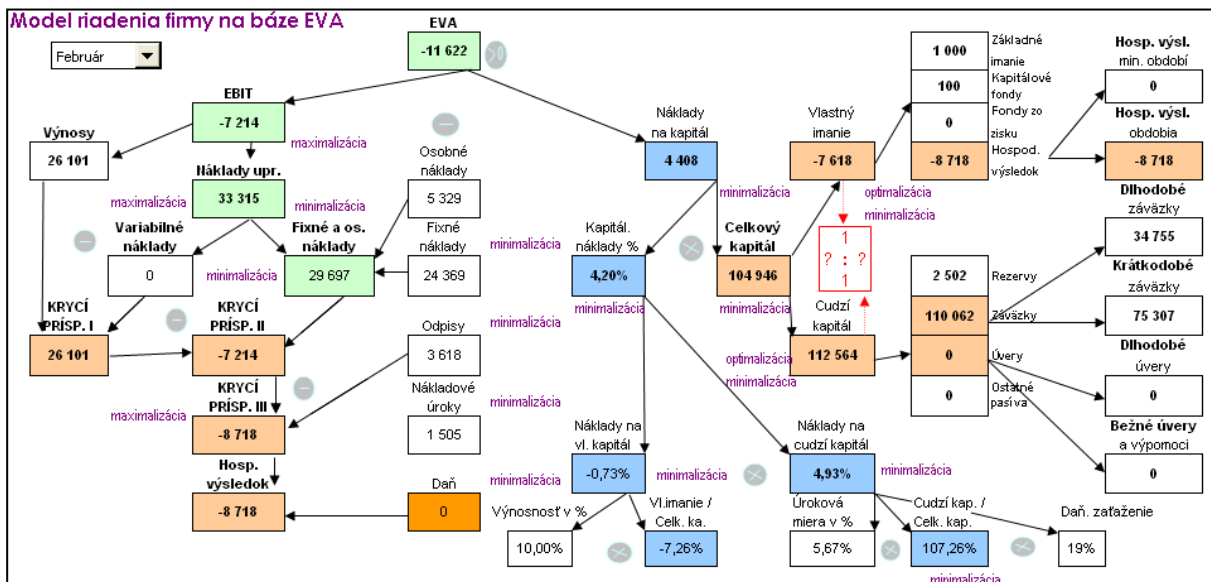 Model riadenia firmy na báze EVA
Február
EVA
-11 622
>0
EBIT
-7 214
maximalizácia
Výnosy
26 101
Náklady upr.
33 315
maximalizácia
minimalizácia
Osobné
náklady
5 329
Variabilné
náklady
0
minimalizácia
Fixné a os.
náklady
29 697
Fixné
náklady
24 369
minimalizácia
KRYCÍ
PRÍSP. I
26 101
KRYCÍ
PRÍSP. II
-7 214
Odpisy
3 618
minimalizácia
KRYCÍ
PRÍSP. III
-8 718
maximalizácia
Nákladové
úroky
1 505
minimalizácia
Hosp.
výsledok
-8 718
Daň
0
minimalizácia
Náklady
na kapitál
4 408
minimalizácia
Kapitál.
náklady %
4,20%
minimalizácia
Celkový
kapitál
104 946
minimalizácia
Vlastný
imanie
-7 618
optimalizácia
minimalizácia
1
? : ?
1
Cudzí
kapitál
112 564
optimalizácia
minimalizácia
Náklady na
vl. kapitál
-0,73%
minimalizácia
Výnosnosť v %
10,00%
Vl.imanie /
Celk. ka.
-7,26%
Náklady na
cudzí kapitál
4,93%
minimalizácia
Úroková
miera v %
5,67%
Cudzí kap. /
Celk. kap.
107,26%
minimalizácia
Daň. zaťaženie
19%
1 000
Základné
imanie
100
Kapitálové
fondy
0
Fondy zo
zisku
-8 718
Hospod.
výsledok
Hosp. výsl.
min. období
0
Hosp. výsl.
obdobia
-8 718
2 502
Rezervy
110 062
Záväzky
0
Úvery
0
Ostatné
pasíva
Dlhodobé
záväzky
34 755
Krátkodobé
záväzky
75 307
Dlhodobé
úvery
0
Bežné úvery
a výpomoci
0